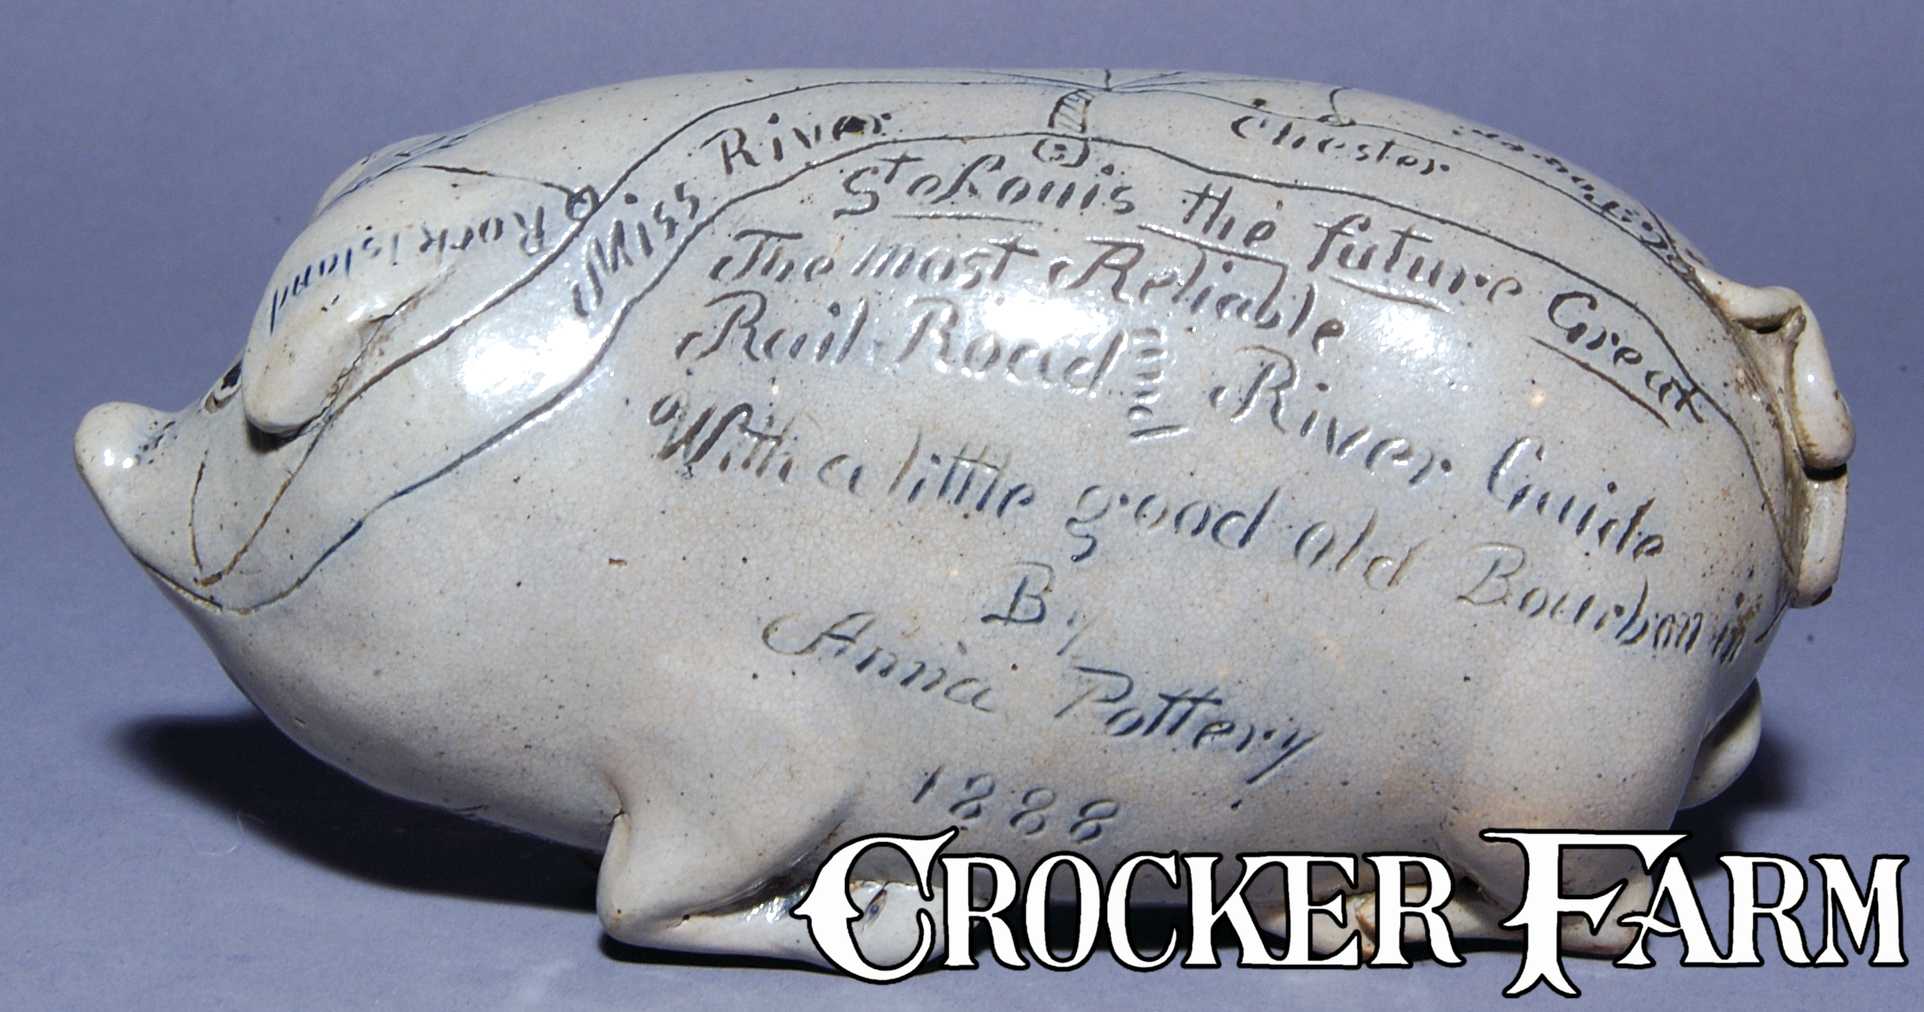 Rock island
Miss River
Chester
St Louis the future Great
The most Reliable
Rail Road & River Guide
With a little good old Bourbon in
By
Anna Pottery
1888
CROCKER FARM